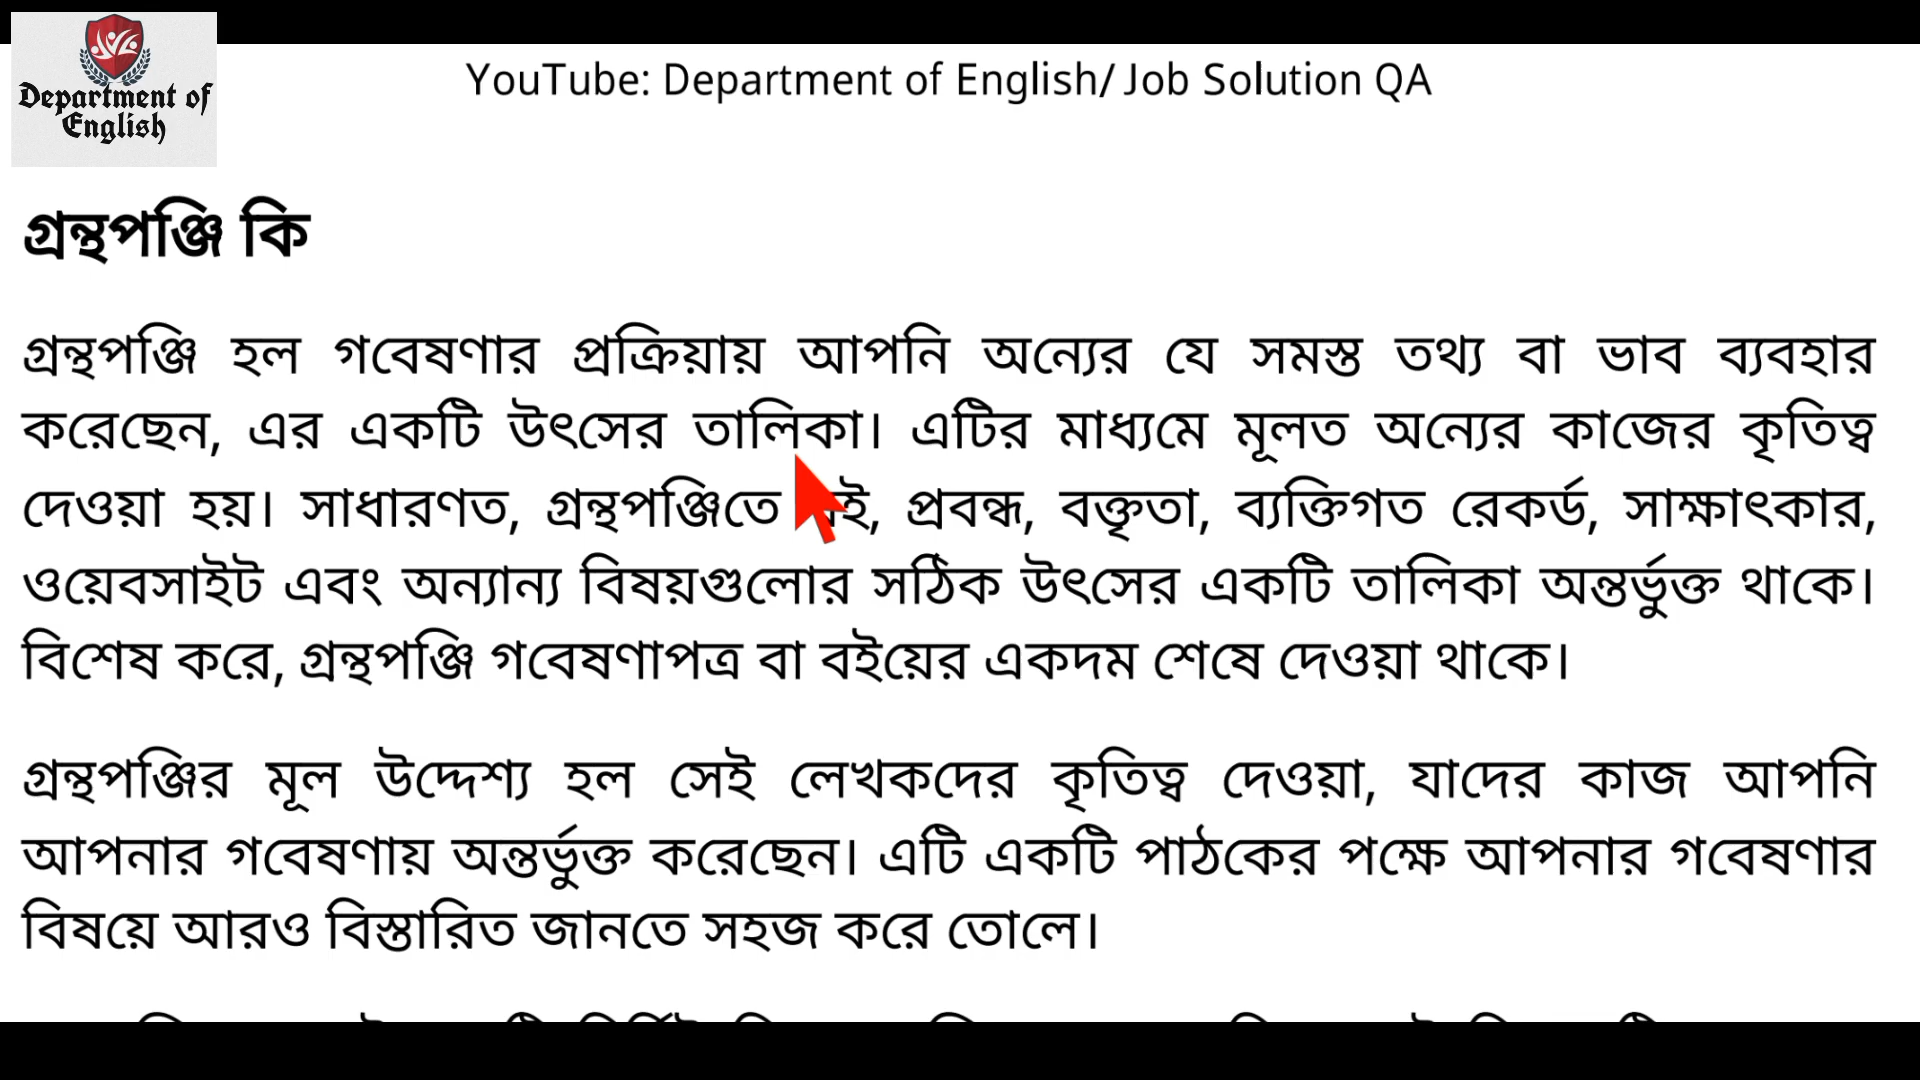 Department of
English
YouTube: Department of English/ Job Solution QA
গ্রন্থপঞ্জি কি
গ্রন্থপঞ্জি হল গবেষণার প্রক্রিয়ায় আপনি অন্যের যে সমস্ত তথ্য বা ভাব ব্যবহার
করেছেন, এর একটি উৎসের তালিকা। এটির মাধ্যমে মূলত অন্যের কাজের কৃতিত্ব
দেওয়া হয়। সাধারণত, গ্রন্থপঞ্জিতে বই, প্রবন্ধ, বক্তৃতা, ব্যক্তিগত রেকর্ড, সাক্ষাৎকার,
ওয়েবসাইট এবং অন্যান্য বিষয়গুলোর সঠিক উৎসের একটি তালিকা অন্তর্ভুক্ত থাকে।
বিশেষ করে, গ্রন্থপঞ্জি গবেষণাপত্র বা বইয়ের একদম শেষে দেওয়া থাকে।
গ্রন্থপঞ্জির মূল উদ্দেশ্য হল সেই লেখকদের কৃতিত্ব দেওয়া, যাদের কাজ আপনি
আপনার গবেষণায় অন্তর্ভুক্ত করেছেন। এটি একটি পাঠকের পক্ষে আপনার গবেষণার
বিষয়ে আরও বিস্তারিত জানতে সহজ করে তোলে।